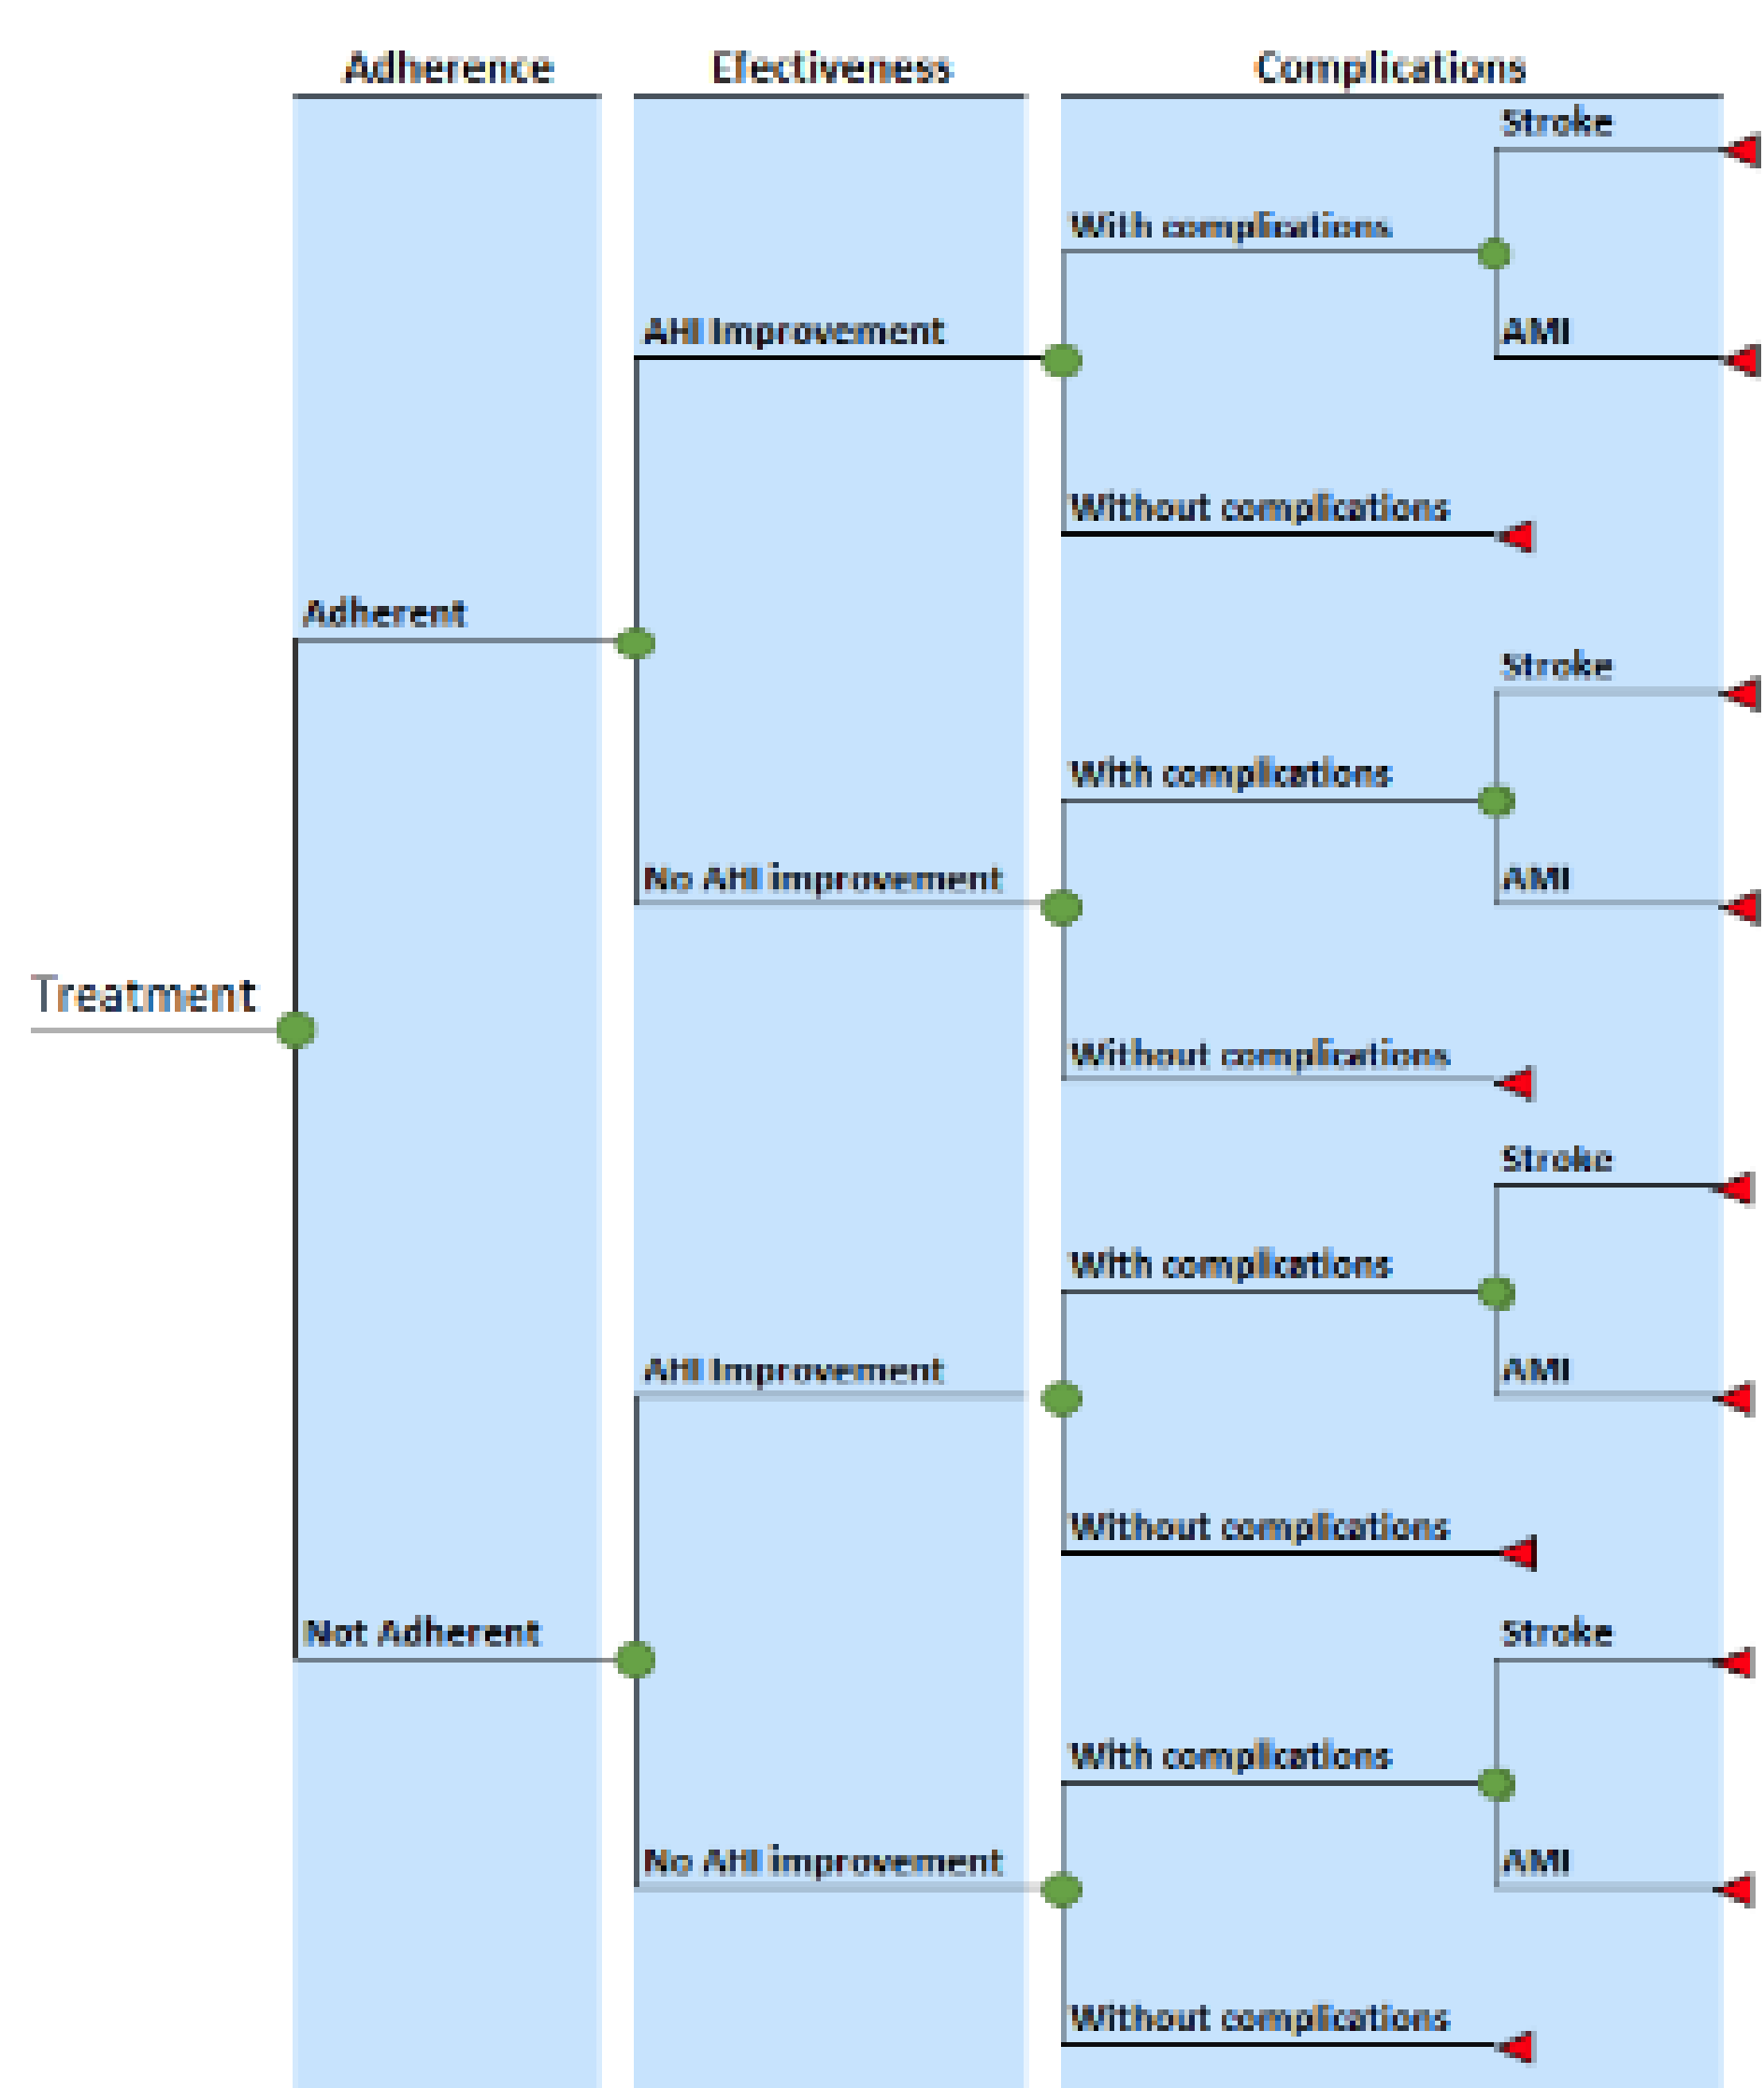 Adherence
Efectiveness
Complications
Stroke
With complications
AHI Improvement
AMI
Without complications
Adherent
Stroke
With complications
No AHI improvement
AMI
Treatment
Without complications
Stroke
With complications
AHI Improvement
AMI
Without complications
Not Adherent
Stroke
With complications
No AHI improvement
AMI
Without complications